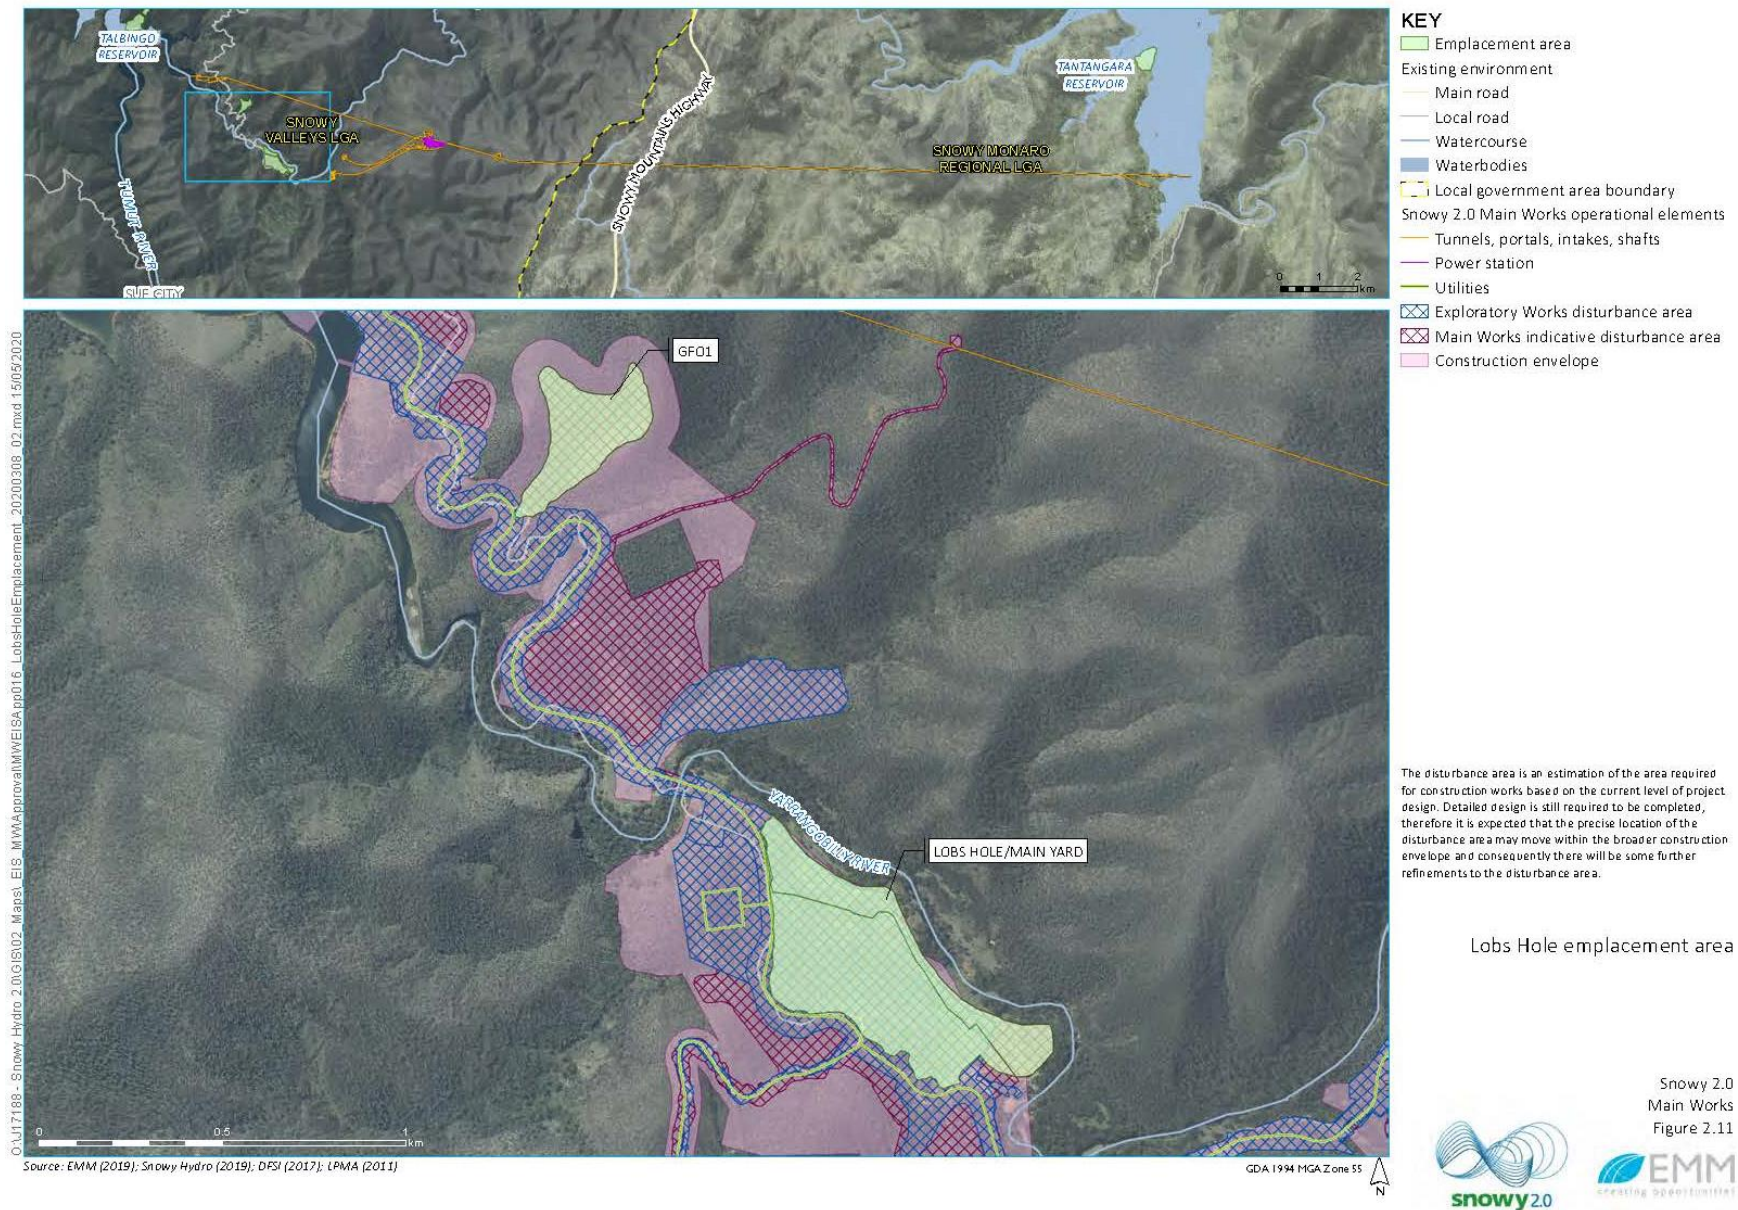 TALBINGO
RESERVOIR
SNOWY
VALLEYS LGA
TUMUT RIVER
SUE CITY
SNOWY MOUNTAINS HIGHWAY
SNOWY MONARO
REGIONAL LGA
TANTANGARA
RESERVOIR
0 1 2
km
KEY
Emplacement area
Existing environment
Main road
Local road
Watercourse
Waterbodies
Local government area boundary
Snowy 2.0 Main Works operational elements
Tunnels, portals, intakes, shafts
Power station
Utilities
Exploratory Works disturbance area
Main Works indicative disturbance area
Construction envelope
GF01
YARRANGOBILLY RIVER
LOBS HOLE/MAIN YARD
0 0.5 1
km
The disturbance area is an estimation of the area required
for construction works based on the current level of project
design. Detailed design is still required to be completed,
therefore it is expected that the precise location of the
disturbance area may move within the broader construction
envelope and consequently there will be some further
refinements to the disturbance area.
Lobs Hole emplacement area
Snowy 2.0
Main Works
Figure 2.11
snowy2.0
EMM
creating opportunities
Source: EMM (2019); Snowy Hydro (2019); DFSI (2017); LPMA (2011)
GDA 1994 MGA Zone 55
N